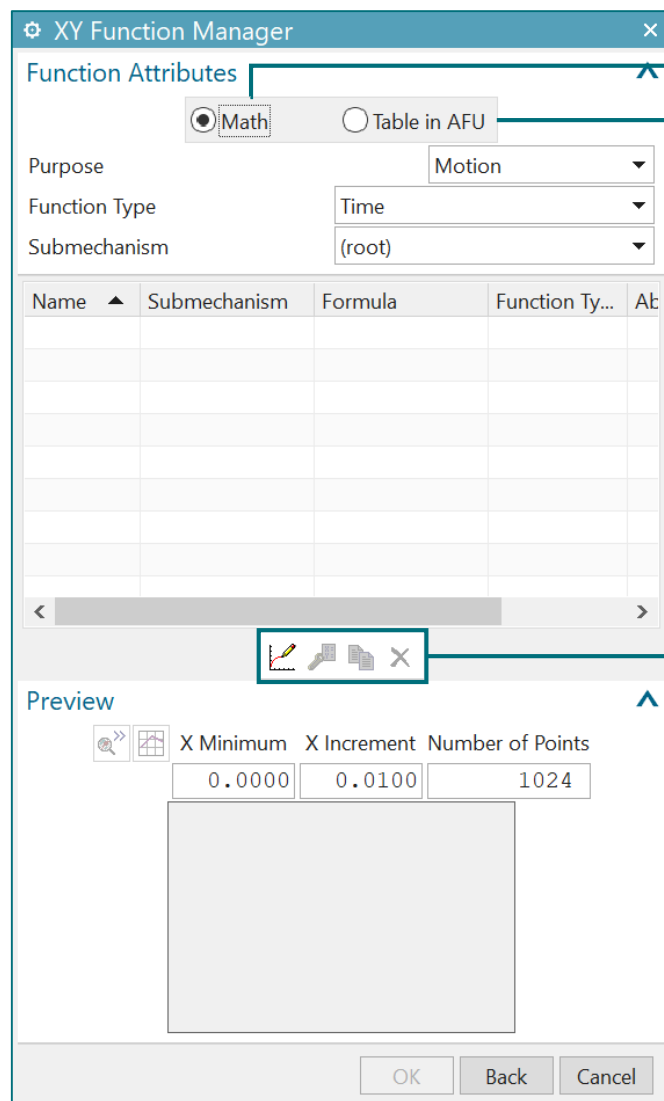 XY Function Manager
Function Attributes
Math Table in AFU
Purpose Motion
Function Type Time
Submechanism (root)
Name Submechanism Formula Function Ty... Ab
Preview
X Minimum X Increment Number of Points
0.0000 0.0100 1024
OK Back Cancel